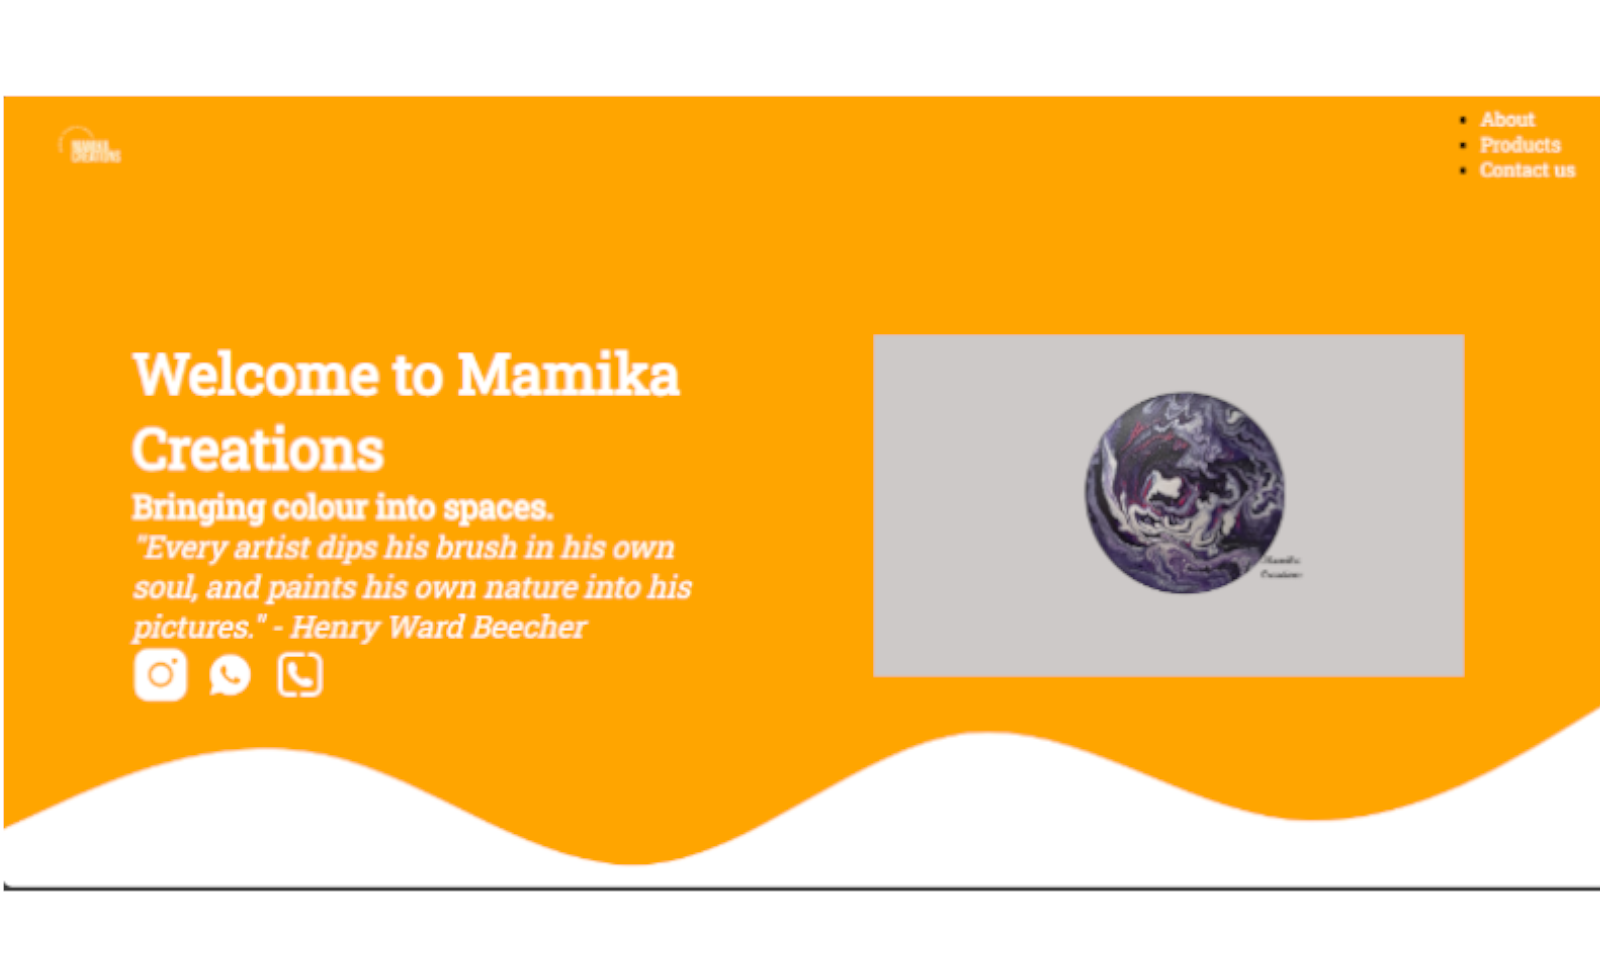 MAMIKA
CREATIONS
About
Products
Contact us
Welcome to Mamika
Creations
Bringing colour into spaces.
"Every artist dips his brush in his own
soul, and paints his own nature into his
pictures." - Henry Ward Beecher
Mamika
Creations